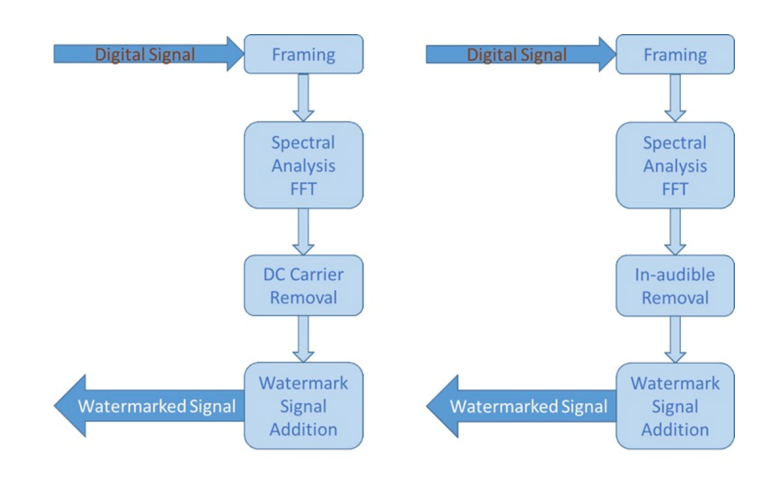 Digital Signal
Framing
Spectral
Analysis
FFT
DC Carrier
Removal
Watermark
Signal
Addition
Watermarked Signal
Digital Signal
Framing
Spectral
Analysis
FFT
In-audible
Removal
Watermark
Signal
Addition
Watermarked Signal